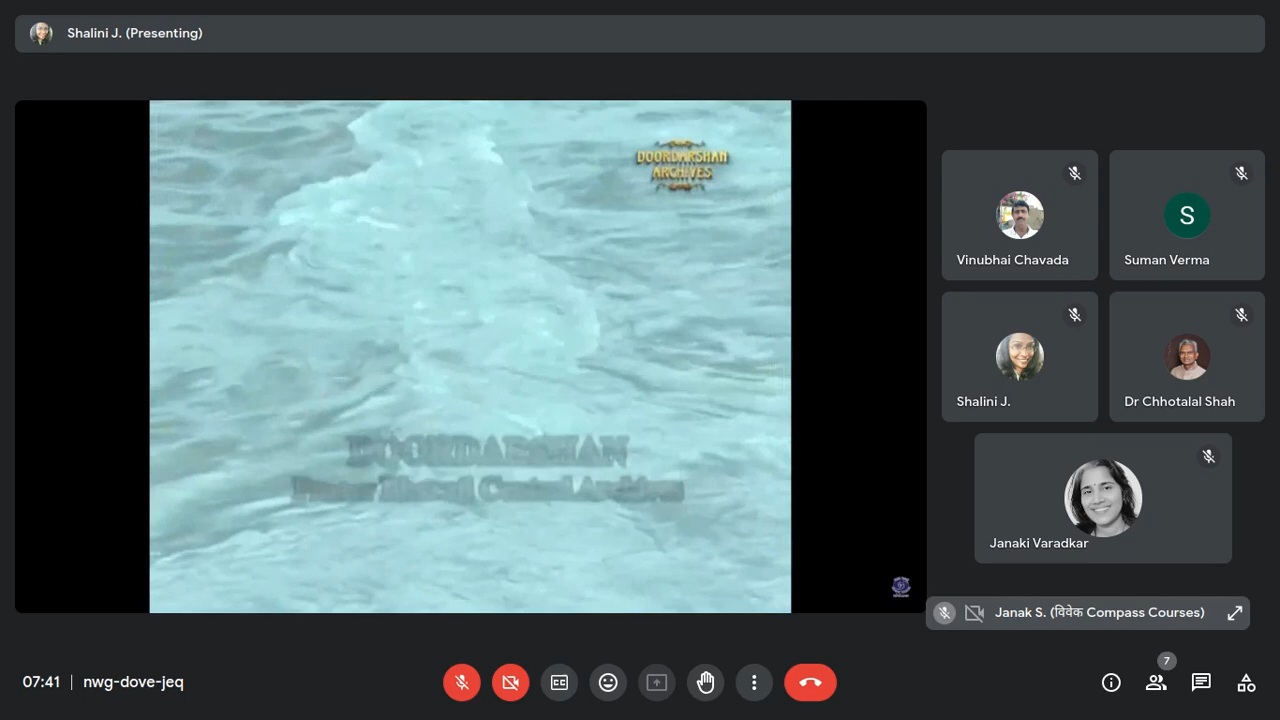 Shalini J. (Presenting)
DOORDARSHAN
ARCHIVES
DOORDARSHAN
Vinubhai Chavada
S
Suman Verma
Shalini J.
Dr Chhotalal Shah
Janaki Varadkar
Janak S. (विवेक Compass Courses)
07:41 | nwg-dove-jeq
CC
7